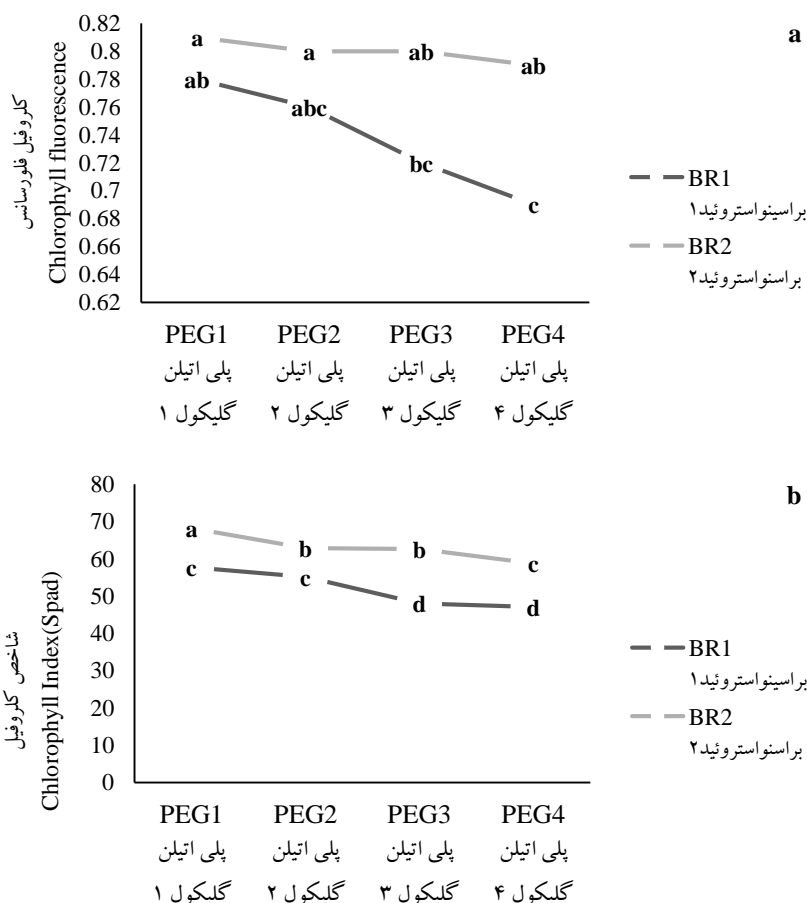 a
کلروفیل فلورسانس
Chlorophyll fluorescence
0.82
0.8
0.78
0.76
0.74
0.72
0.7
0.68
0.66
0.64
0.62
a a ab ab
ab abc bc c
PEG1 PEG2 PEG3 PEG4
پلی اتیلن پلی اتیلن پلی اتیلن پلی اتیلن
گلیکول ۱ گلیکول ۲ گلیکول ۳ گلیکول ۴
BR1
براسینواستروئید۱
BR2
براسنواستروئید۲
b
شاخص کلروفیل
Chlorophyll Index(Spad)
80
70
60
50
40
30
20
10
0
a b b c
c c d d
PEG1 PEG2 PEG3 PEG4
پلی اتیلن پلی اتیلن پلی اتیلن پلی اتیلن
گلیکول ۱ گلیکول ۲ گلیکول ۳ گلیکول ۴
BR1
براسینواستروئید۱
BR2
براسنواستروئید۲